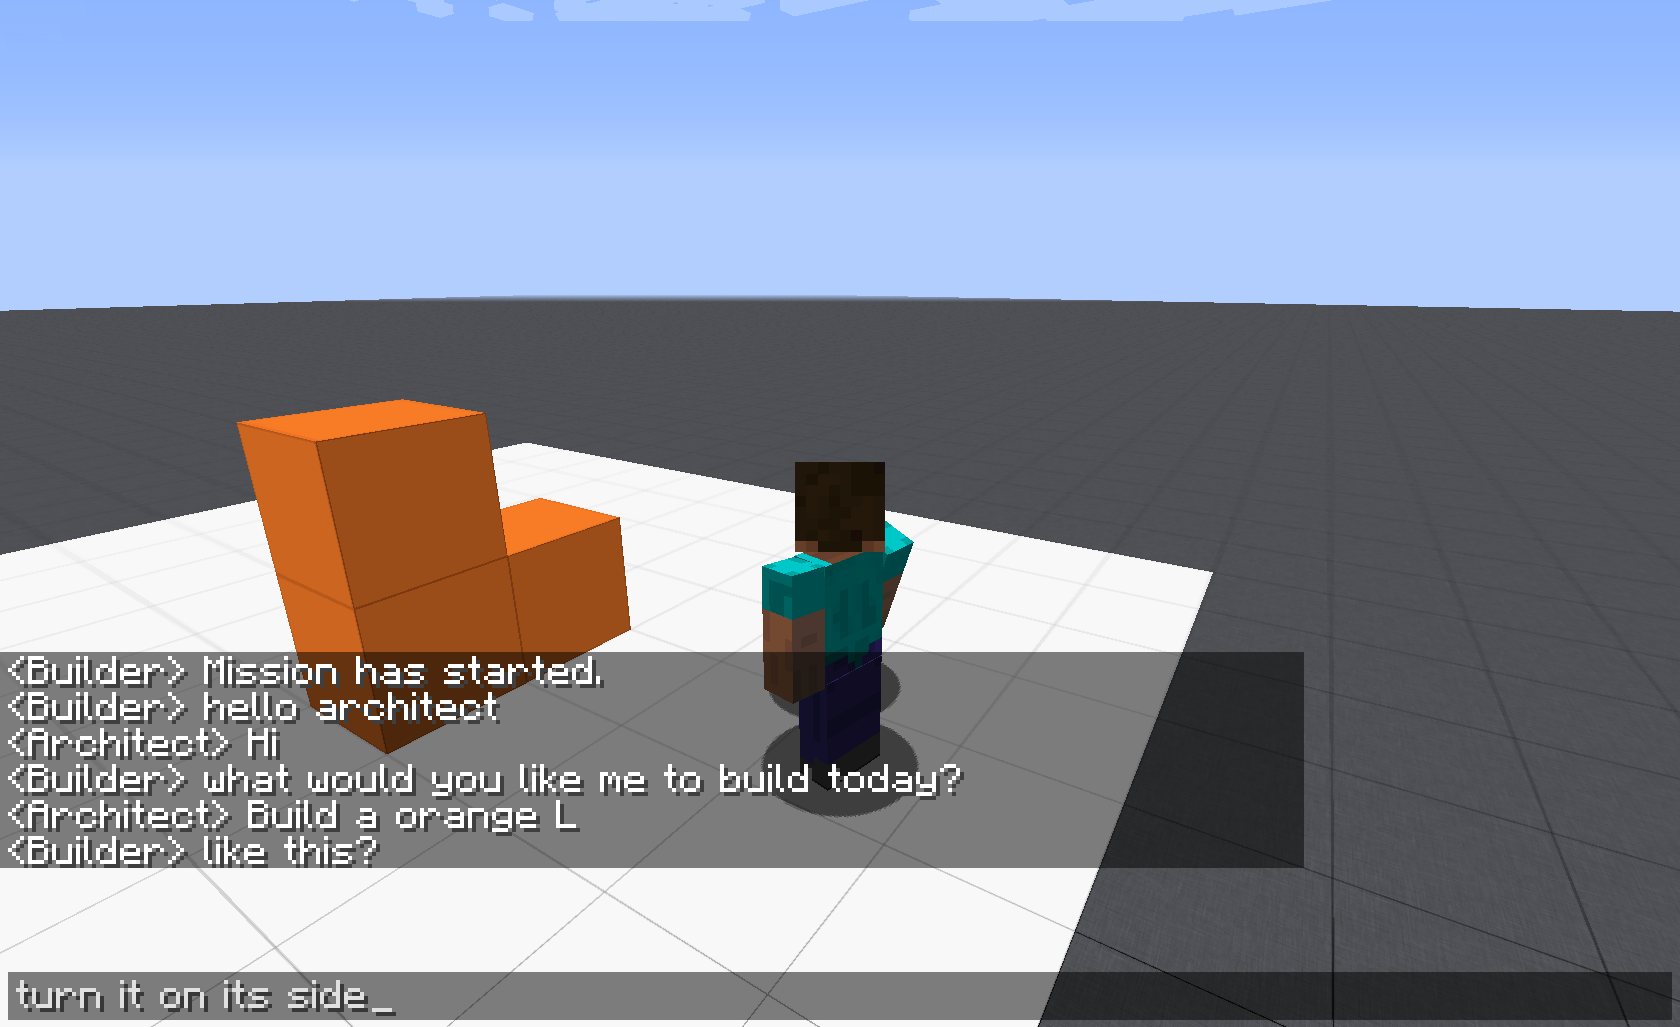 <Builder> Mission has started.
<Builder> hello architect
<Architect> Hi
<Builder> what would you like me to build today?
<Architect> Build a orange L
<Builder> like this?
turn it on its side_